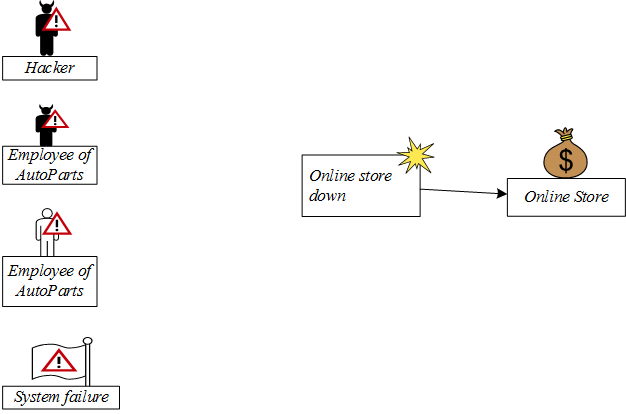 Hacker
Employee of
AutoParts
Employee of
AutoParts
System failure
Online store
down
$
Online Store